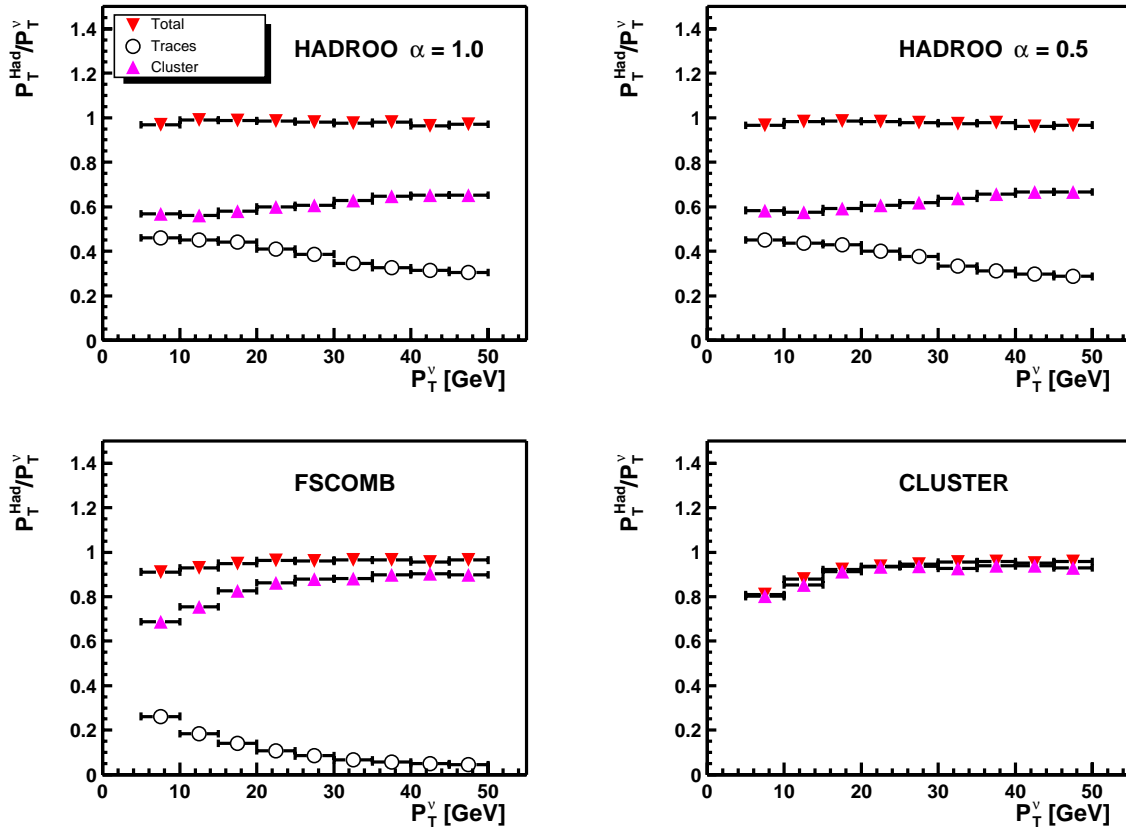 HADROO α = 1.0
Total
Traces
Cluster
P_T^Had/P_T^ν
1.4
1.2
1
0.8
0.6
0.4
0.2
0
0 10 20 30 40 50
P_T^ν [GeV]
HADROO α = 0.5
P_T^Had/P_T^ν
1.4
1.2
1
0.8
0.6
0.4
0.2
0
0 10 20 30 40 50
P_T^ν [GeV]
FSCOMB
P_T^Had/P_T^ν
1.4
1.2
1
0.8
0.6
0.4
0.2
0
0 10 20 30 40 50
P_T^ν [GeV]
CLUSTER
P_T^Had/P_T^ν
1.4
1.2
1
0.8
0.6
0.4
0.2
0
0 10 20 30 40 50
P_T^ν [GeV]